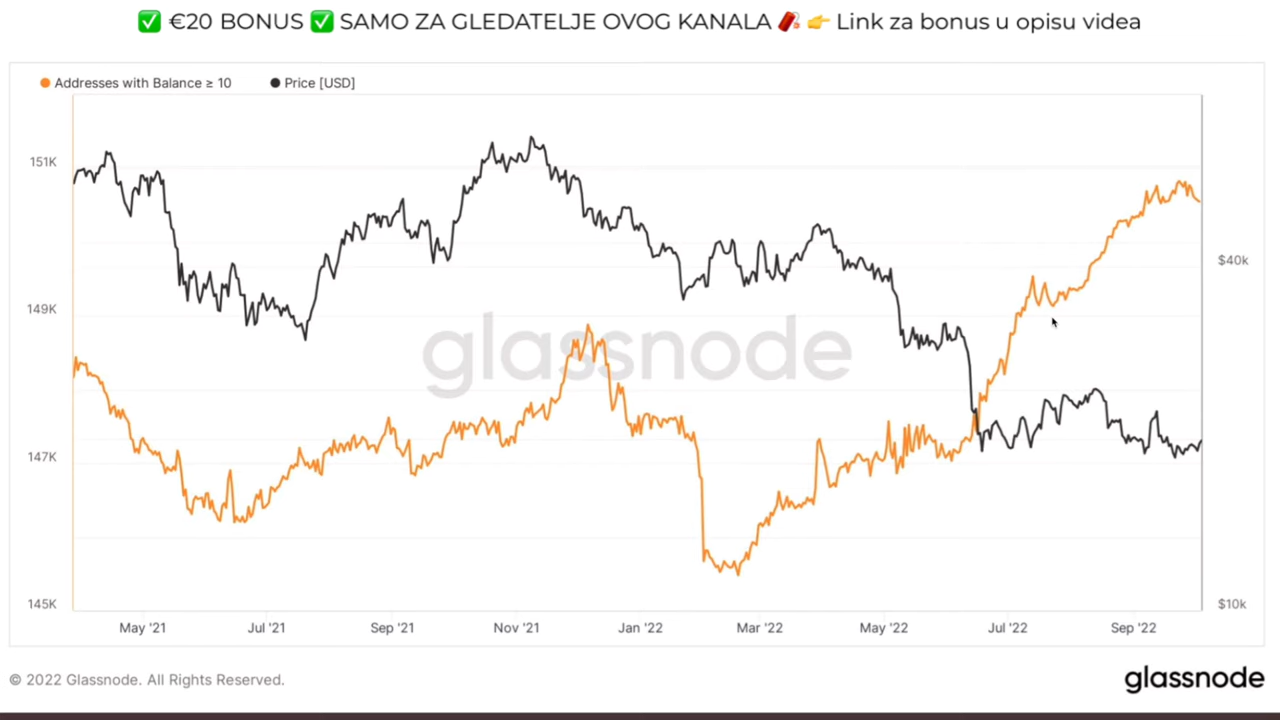 ✅ €20 BONUS ✅ SAMO ZA GLEDATELJE OVOG KANALA 🧨 👉 Link za bonus u opisu videa
Addresses with Balance ≥ 10 Price [USD]
151K
$40k
149K
glassnode
147K
145K
$10k
May '21 Jul '21 Sep '21 Nov '21 Jan '22 Mar '22 May '22 Jul '22 Sep '22
© 2022 Glassnode. All Rights Reserved.
glassnode